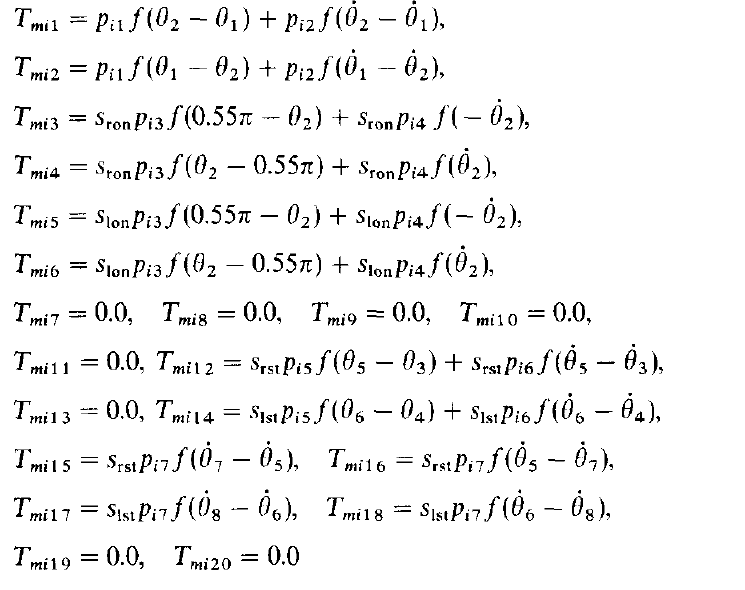 T_{mi1} = p_{i1} f(θ_2 − θ_1) + p_{i2} f(θ̇_2 − θ̇_1),
T_{mi2} = p_{i1} f(θ_1 − θ_2) + p_{i2} f(θ̇_1 − θ̇_2),
T_{mi3} = s_{ron} p_{i3} f(0.55π − θ_2) + s_{ron} p_{i4} f(− θ̇_2),
T_{mi4} = s_{ron} p_{i3} f(θ_2 − 0.55π) + s_{ron} p_{i4} f(θ̇_2),
T_{mi5} = s_{lon} p_{i3} f(0.55π − θ_2) + s_{lon} p_{i4} f(− θ̇_2),
T_{mi6} = s_{lon} p_{i3} f(θ_2 − 0.55π) + s_{lon} p_{i4} f(θ̇_2),
T_{mi7} = 0.0, T_{mi8} = 0.0, T_{mi9} = 0.0, T_{mi10} = 0.0,
T_{mi11} = 0.0, T_{mi12} = s_{rst} p_{i5} f(θ_5 − θ_3) + s_{rst} p_{i6} f(θ̇_5 − θ̇_3),
T_{mi13} = 0.0, T_{mi14} = s_{lst} p_{i5} f(θ_6 − θ_4) + s_{lst} p_{i6} f(θ̇_6 − θ̇_4),
T_{mi15} = s_{rst} p_{i7} f(θ̇_7 − θ̇_5), T_{mi16} = s_{rst} p_{i7} f(θ̇_5 − θ̇_7),
T_{mi17} = s_{lst} p_{i7} f(θ̇_8 − θ̇_6), T_{mi18} = s_{lst} p_{i7} f(θ̇_6 − θ̇_8),
T_{mi19} = 0.0, T_{mi20} = 0.0